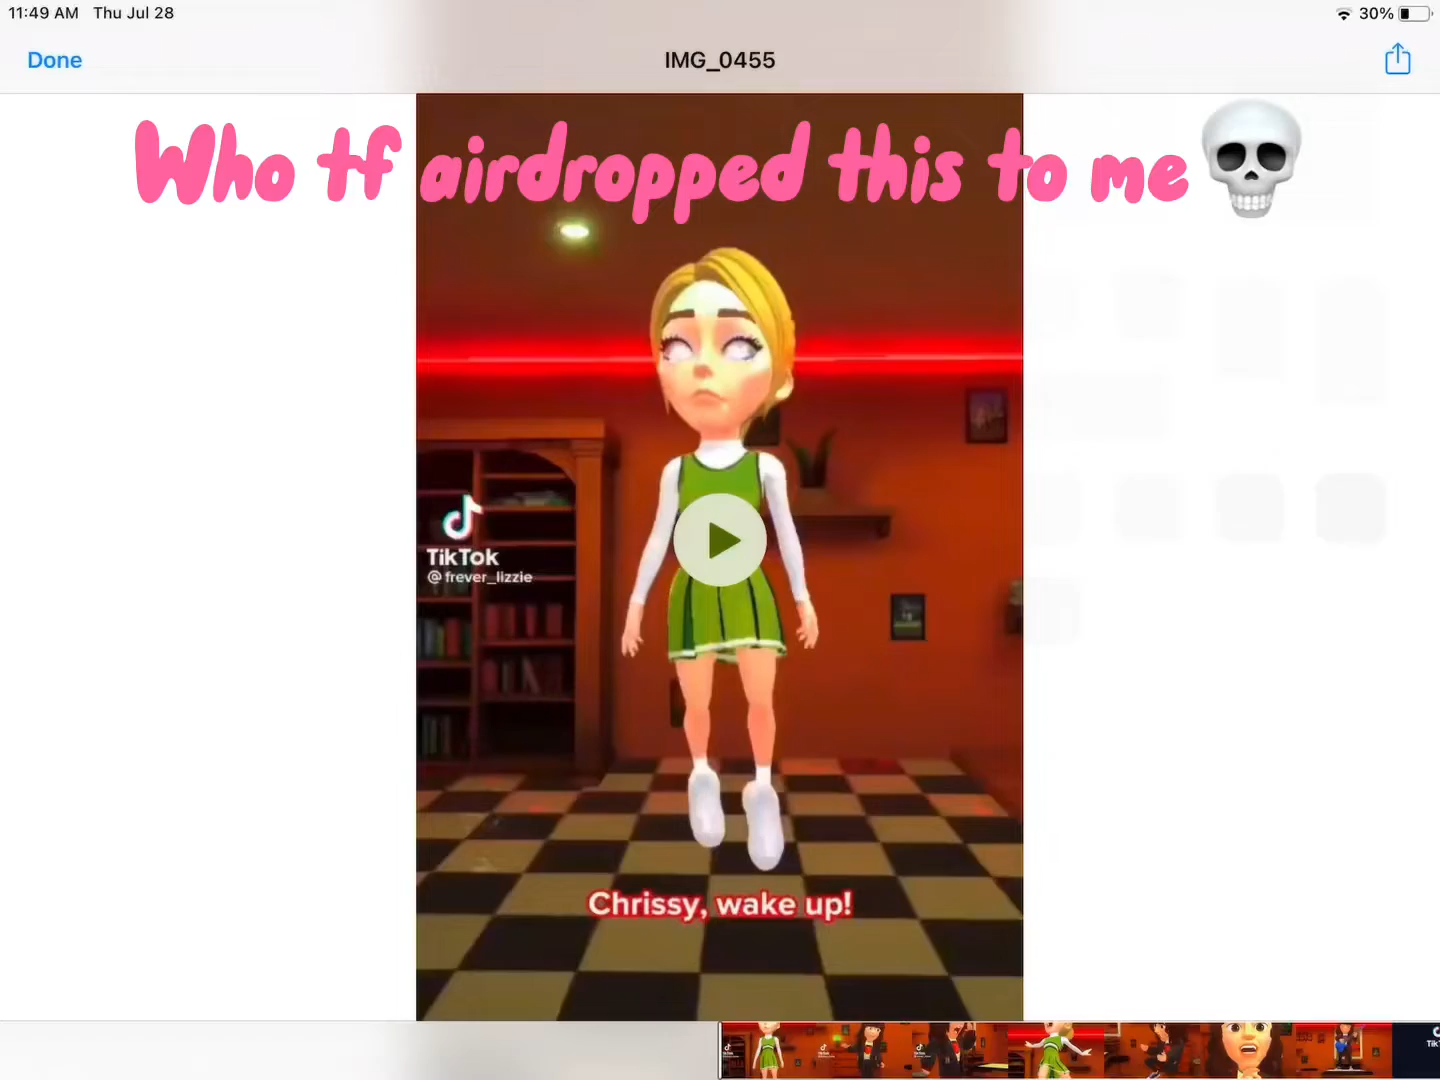 11:49 AM Thu Jul 28
30%
Done
IMG_0455
Who tf airdropped this to me💀
TikTok
@frever_lizzie
Chrissy, wake up!